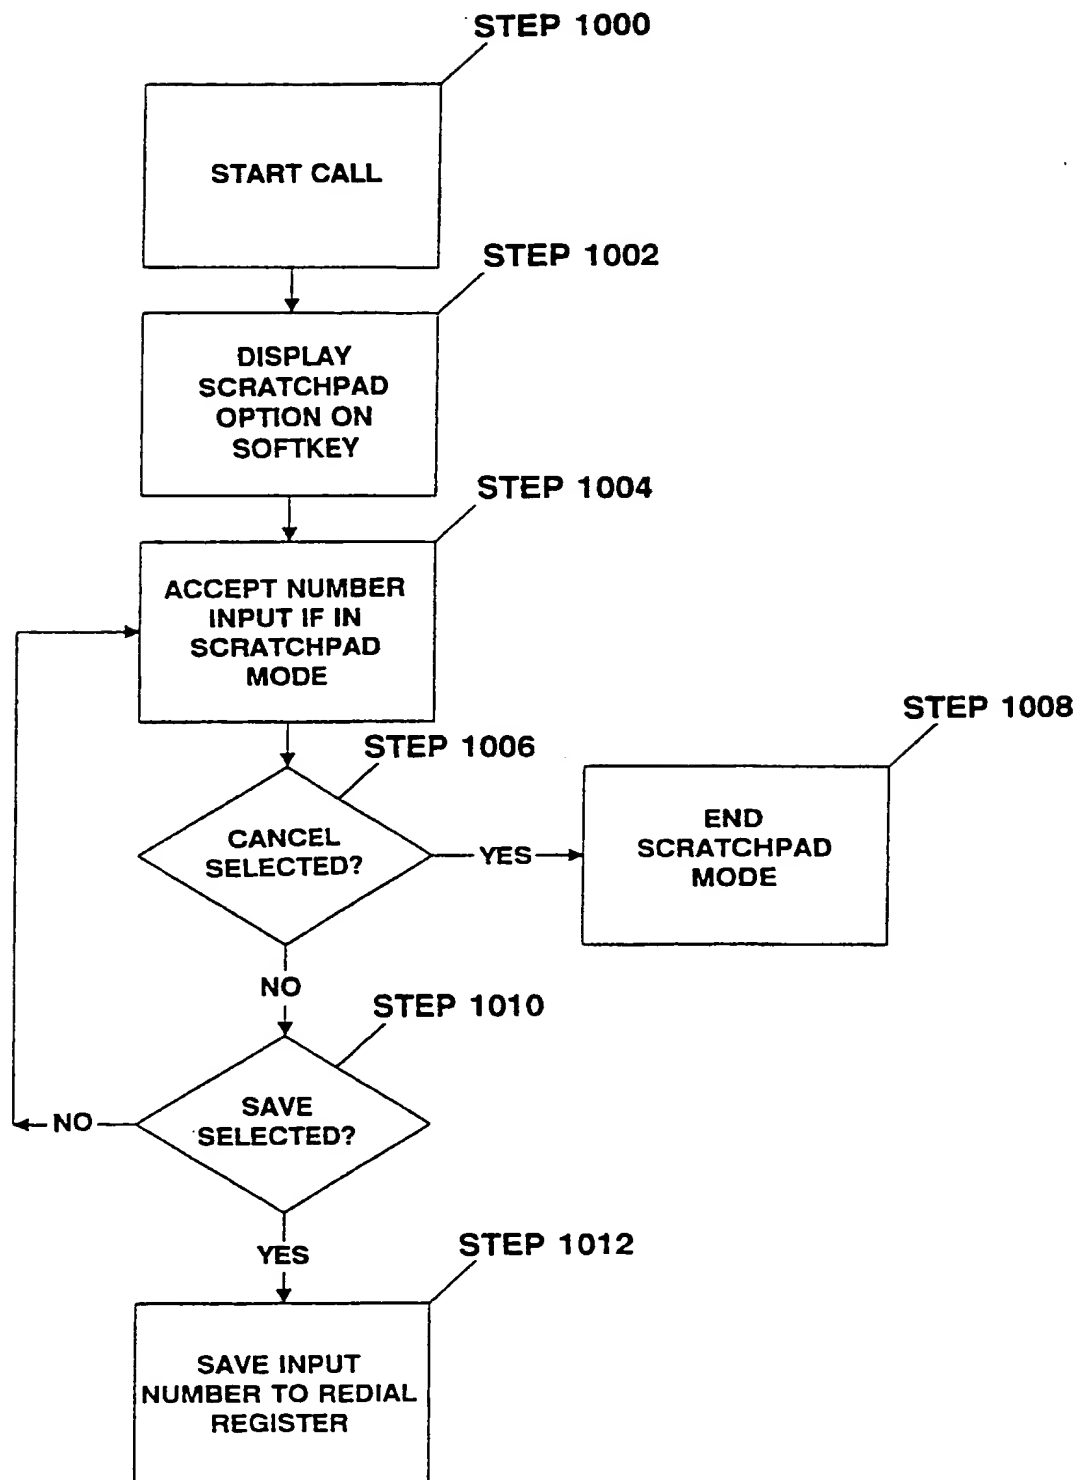 STEP 1000
START CALL
STEP 1002
DISPLAY
SCRATCHPAD
OPTION ON
SOFTKEY
STEP 1004
ACCEPT NUMBER
INPUT IF IN
SCRATCHPAD
MODE
STEP 1006
CANCEL
SELECTED?
YES
STEP 1008
END
SCRATCHPAD
MODE
NO
STEP 1010
SAVE
SELECTED?
NO
YES
STEP 1012
SAVE INPUT
NUMBER TO REDIAL
REGISTER